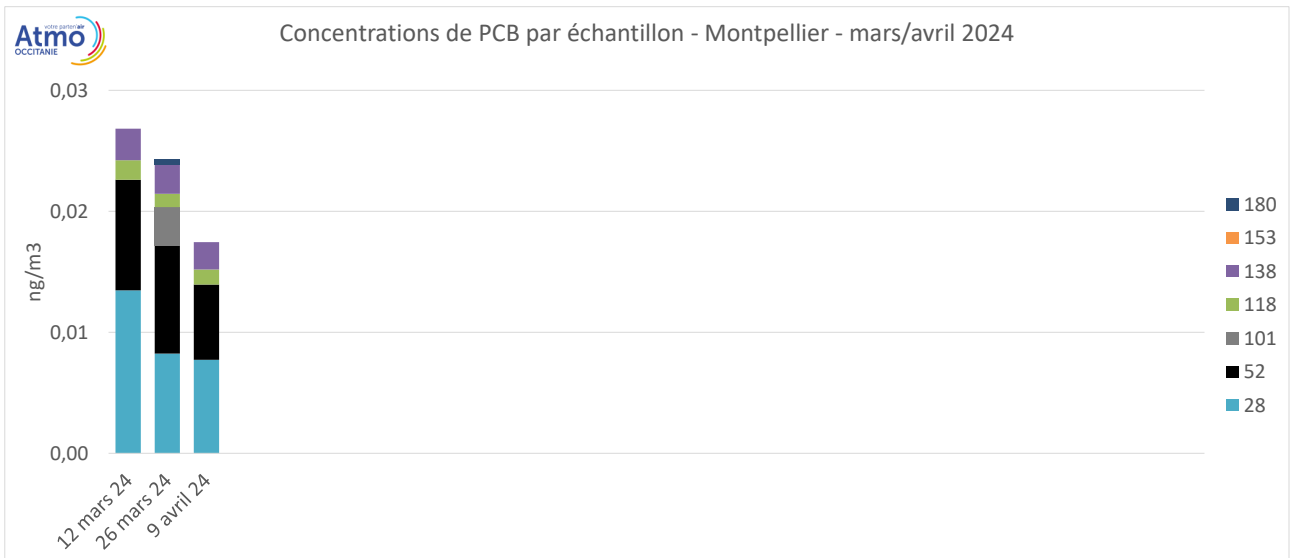 votre parten'air
Atmo
OCCITANIE
Concentrations de PCB par échantillon - Montpellier - mars/avril 2024
0,03
0,02
0,01
0,00
ng/m3
12 mars 24
26 mars 24
9 avril 24
180
153
138
118
101
52
28